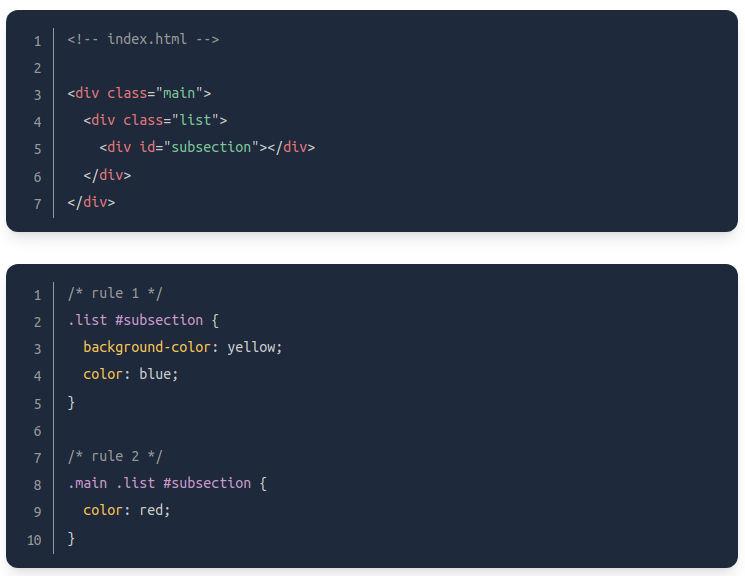 1 <!-- index.html -->
2
3 <div class="main">
4   <div class="list">
5     <div id="subsection"></div>
6   </div>
7 </div>
1 /* rule 1 */
2 .list #subsection {
3   background-color: yellow;
4   color: blue;
5 }
6
7 /* rule 2 */
8 .main .list #subsection {
9   color: red;
10 }